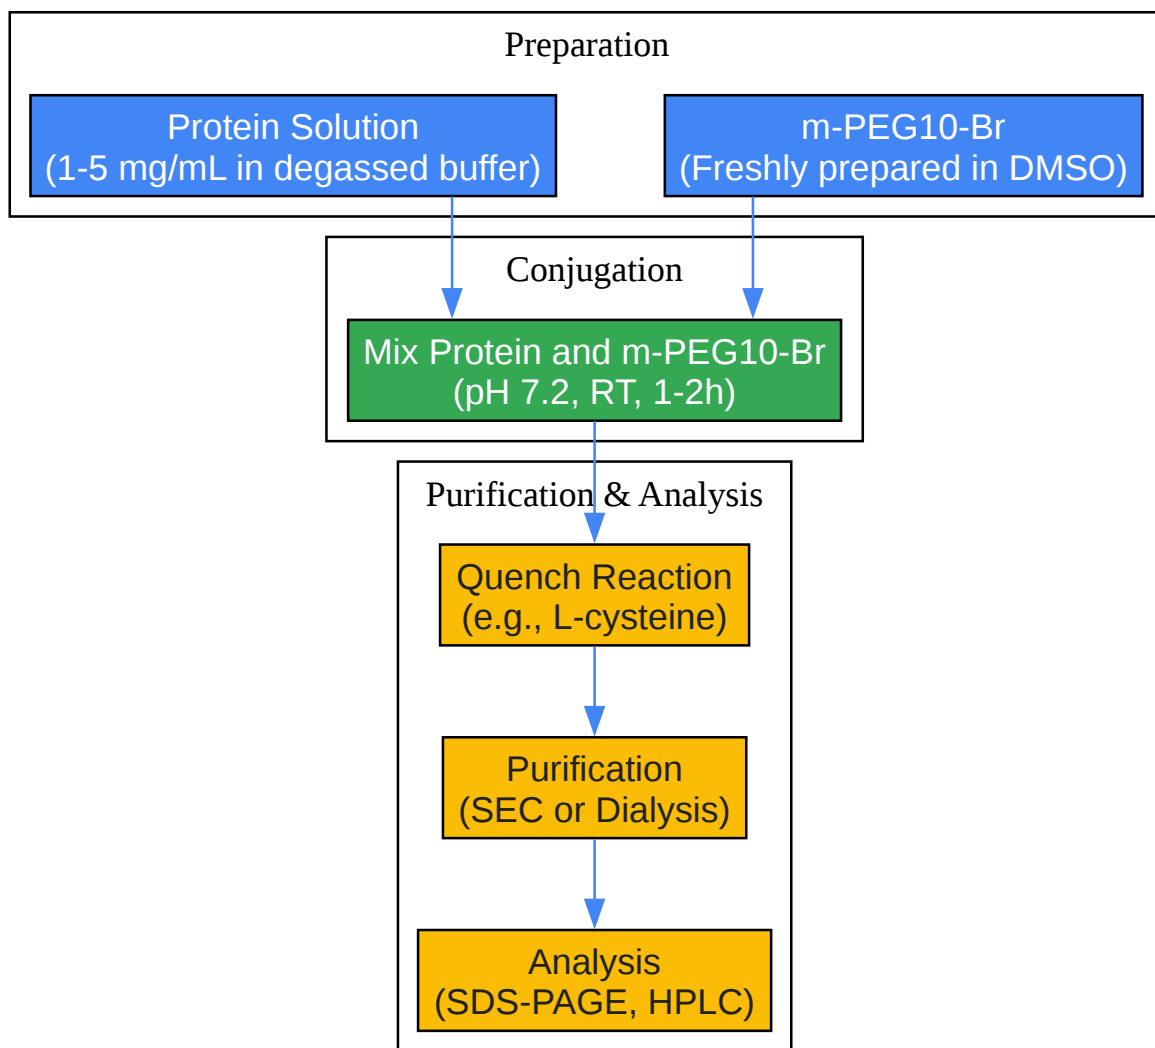 Preparation
Protein Solution
(1-5 mg/mL in degassed buffer)
m-PEG10-Br
(Freshly prepared in DMSO)
Conjugation
Mix Protein and m-PEG10-Br
(pH 7.2, RT, 1-2h)
Purification & Analysis
Quench Reaction
(e.g., L-cysteine)
Purification
(SEC or Dialysis)
Analysis
(SDS-PAGE, HPLC)